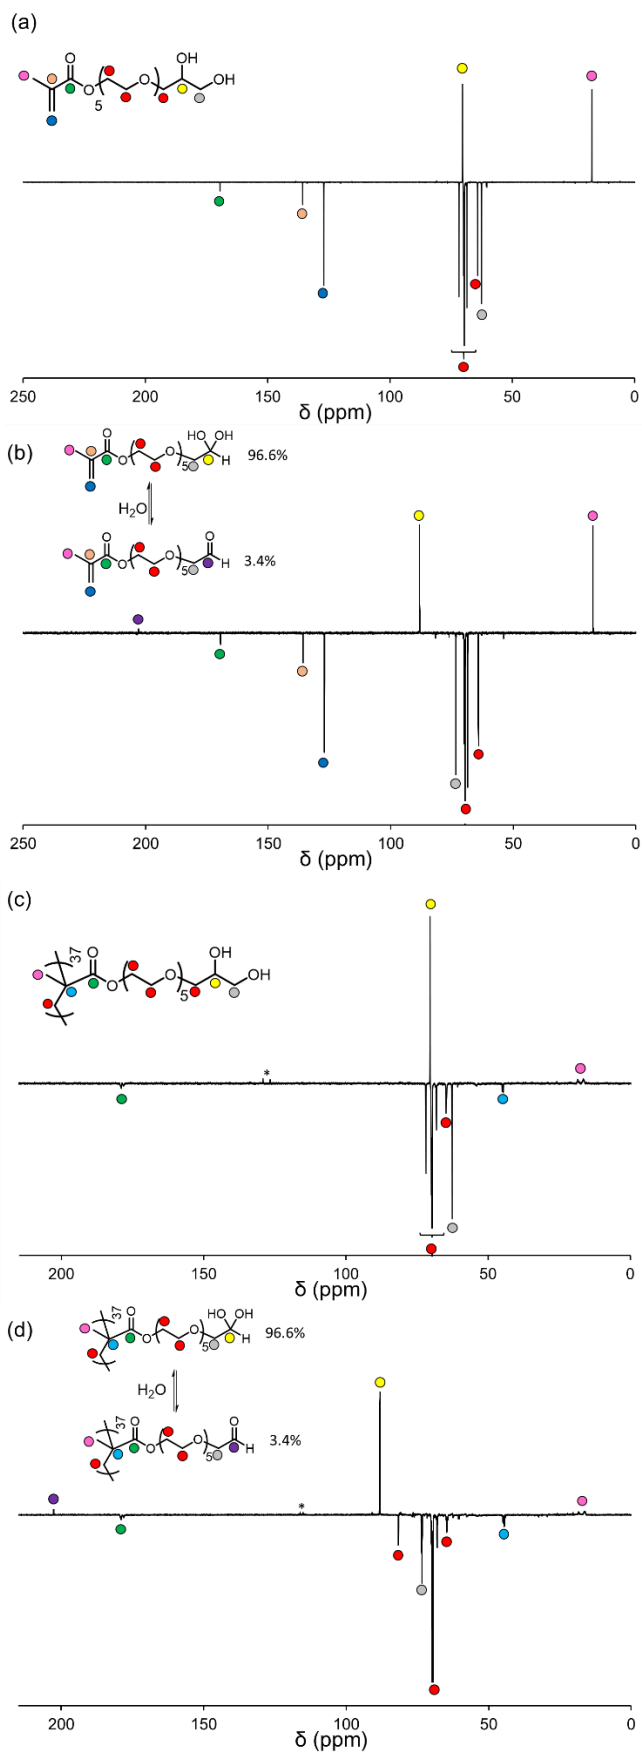 (a)
O
OH
O
OH
O
5
250
200
150
100
50
0
δ (ppm)
(b)
O
HO OH
O
O
5
H
96.6%
H₂O
O
O
O
O
5
H
3.4%
250
200
150
100
50
0
δ (ppm)
(c)
37
O
OH
O
O
OH
5
*
200
150
100
50
0
δ (ppm)
(d)
37
O
HO OH
O
O
5
H
96.6%
H₂O
37
O
O
O
O
5
H
3.4%
*
200
150
100
50
0
δ (ppm)